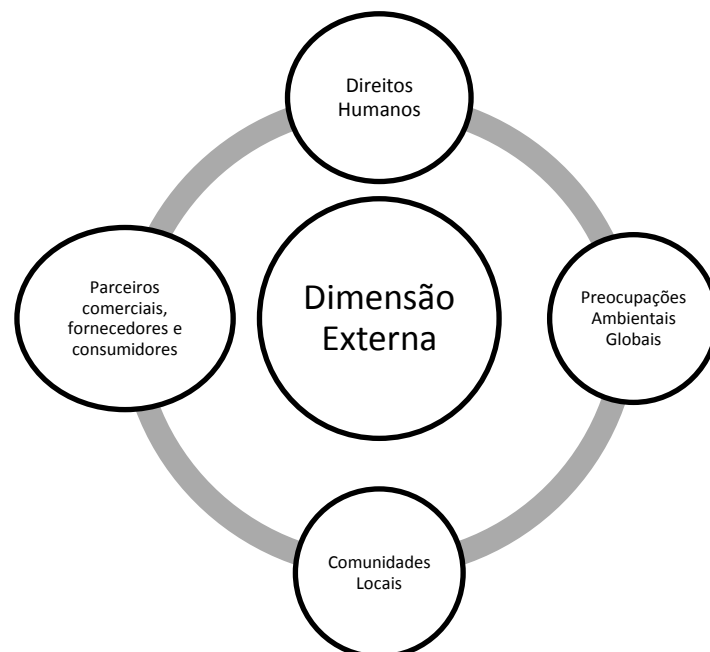 Direitos
Humanos
Dimensão
Externa
Preocupações
Ambientais
Globais
Comunidades
Locais
Parceiros
comerciais,
fornecedores e
consumidores